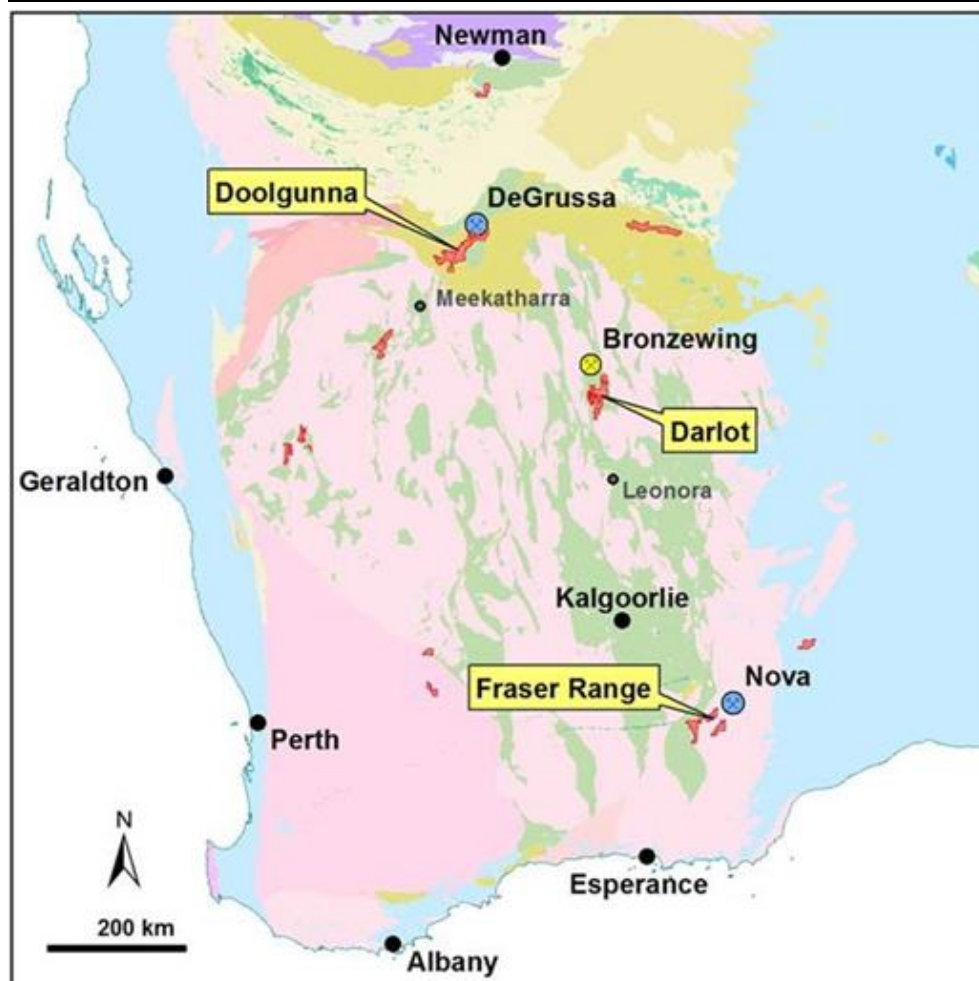 Newman
Doolgunna
DeGrussa
Meekatharra
Bronzewing
Darlot
Geraldton
Leonora
Kalgoorlie
Fraser Range
Nova
Perth
N
Esperance
200 km
Albany